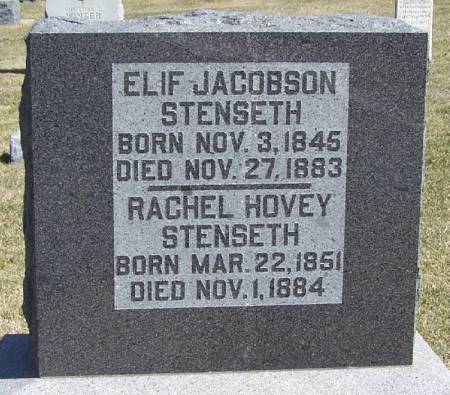 ELIF JACOBSON
STENSETH
BORN NOV. 3, 1845
DIED NOV. 27, 1883
RACHEL HOVEY
STENSETH
BORN MAR. 22, 1851
DIED NOV. 1, 1884